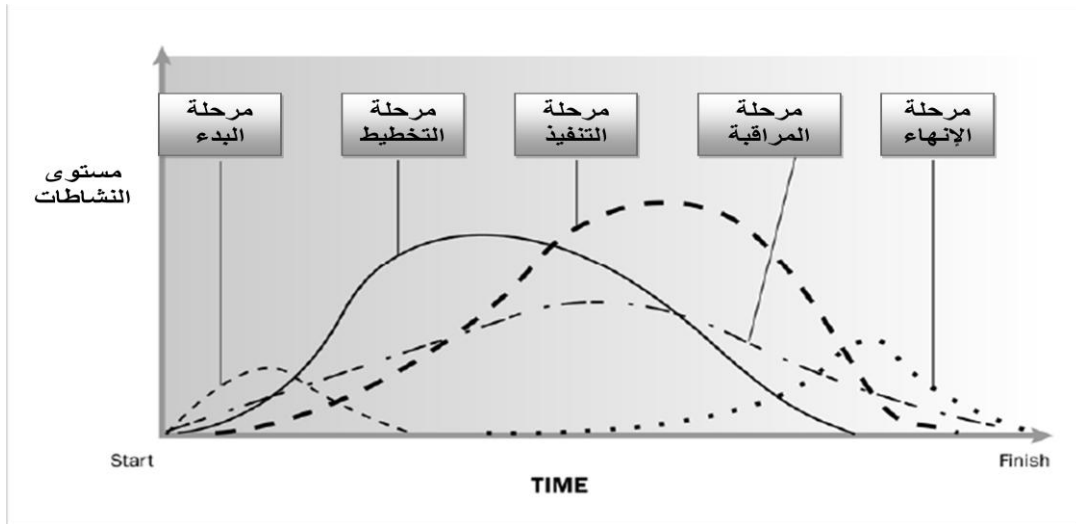 مرحلة
البدء
مرحلة
التخطيط
مرحلة
التنفيذ
مرحلة
المراقبة
مرحلة
الإنهاء
مستوى
النشاطات
Start
Finish
TIME